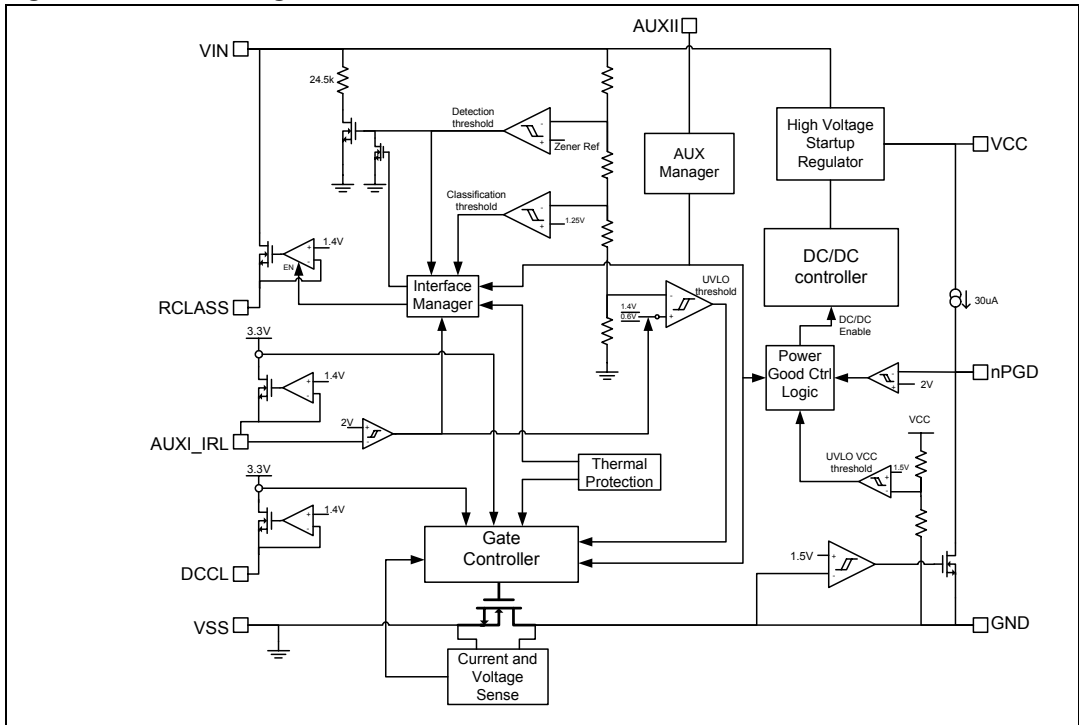 AUXII
VIN
24.5k
Detection
threshold
-
+
Zener Ref
High Voltage
Startup
Regulator
VCC
AUX
Manager
Classification
threshold
-
+
1.25V
1.4V
+
-
EN
Interface
Manager
DC/DC
controller
UVLO
threshold
-
+
1.4V
0.6V
30uA
RCLASS
DC/DC
Enable
3.3V
1.4V
+
-
Power
Good Ctrl
Logic
-
+
2V
nPGD
AUXI_IRL
2V
+
-
VCC
UVLO VCC
threshold
1.5V
+
-
3.3V
Thermal
Protection
1.4V
+
-
Gate
Controller
1.5V
+
-
DCCL
VSS
GND
Current and
Voltage
Sense